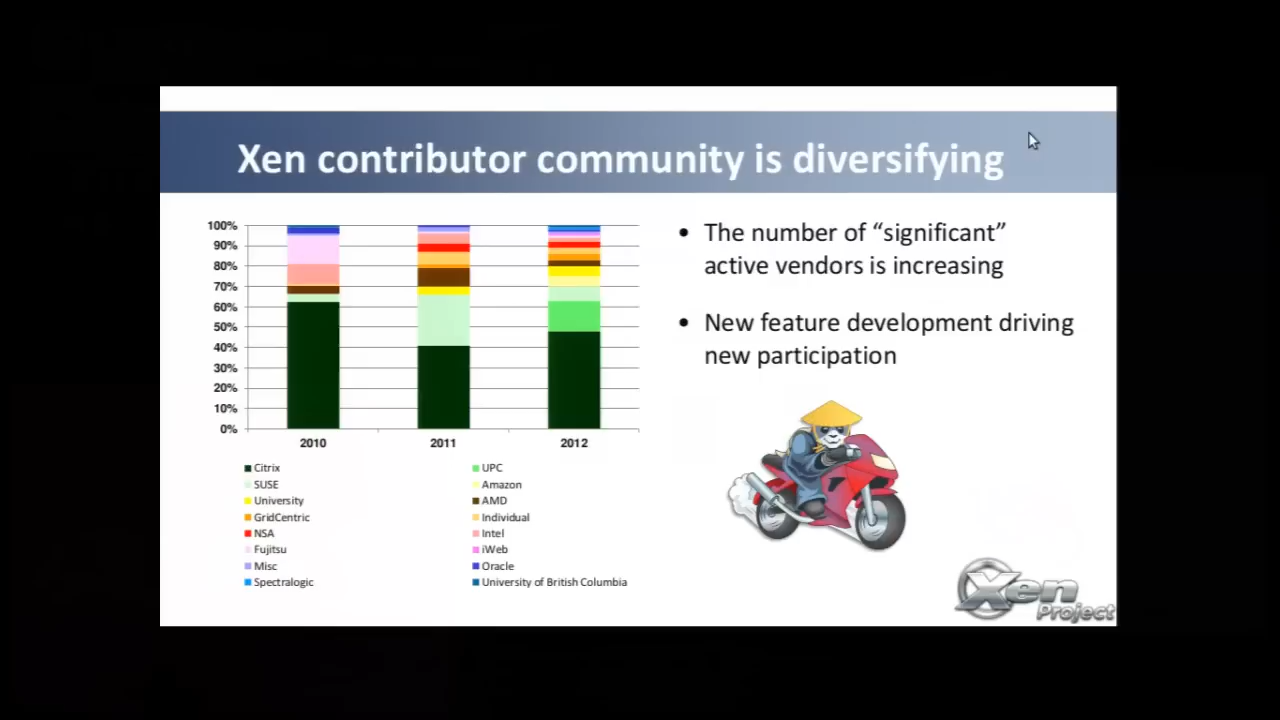 Xen contributor community is diversifying
100%
90%
80%
70%
60%
50%
40%
30%
20%
10%
0%
2010 2011 2012
Citrix UPC
SUSE Amazon
University AMD
GridCentric Individual
NSA Intel
Fujitsu iWeb
Misc Oracle
Spectralogic University of British Columbia
• The number of “significant”
active vendors is increasing
• New feature development driving
new participation
Xen
Project